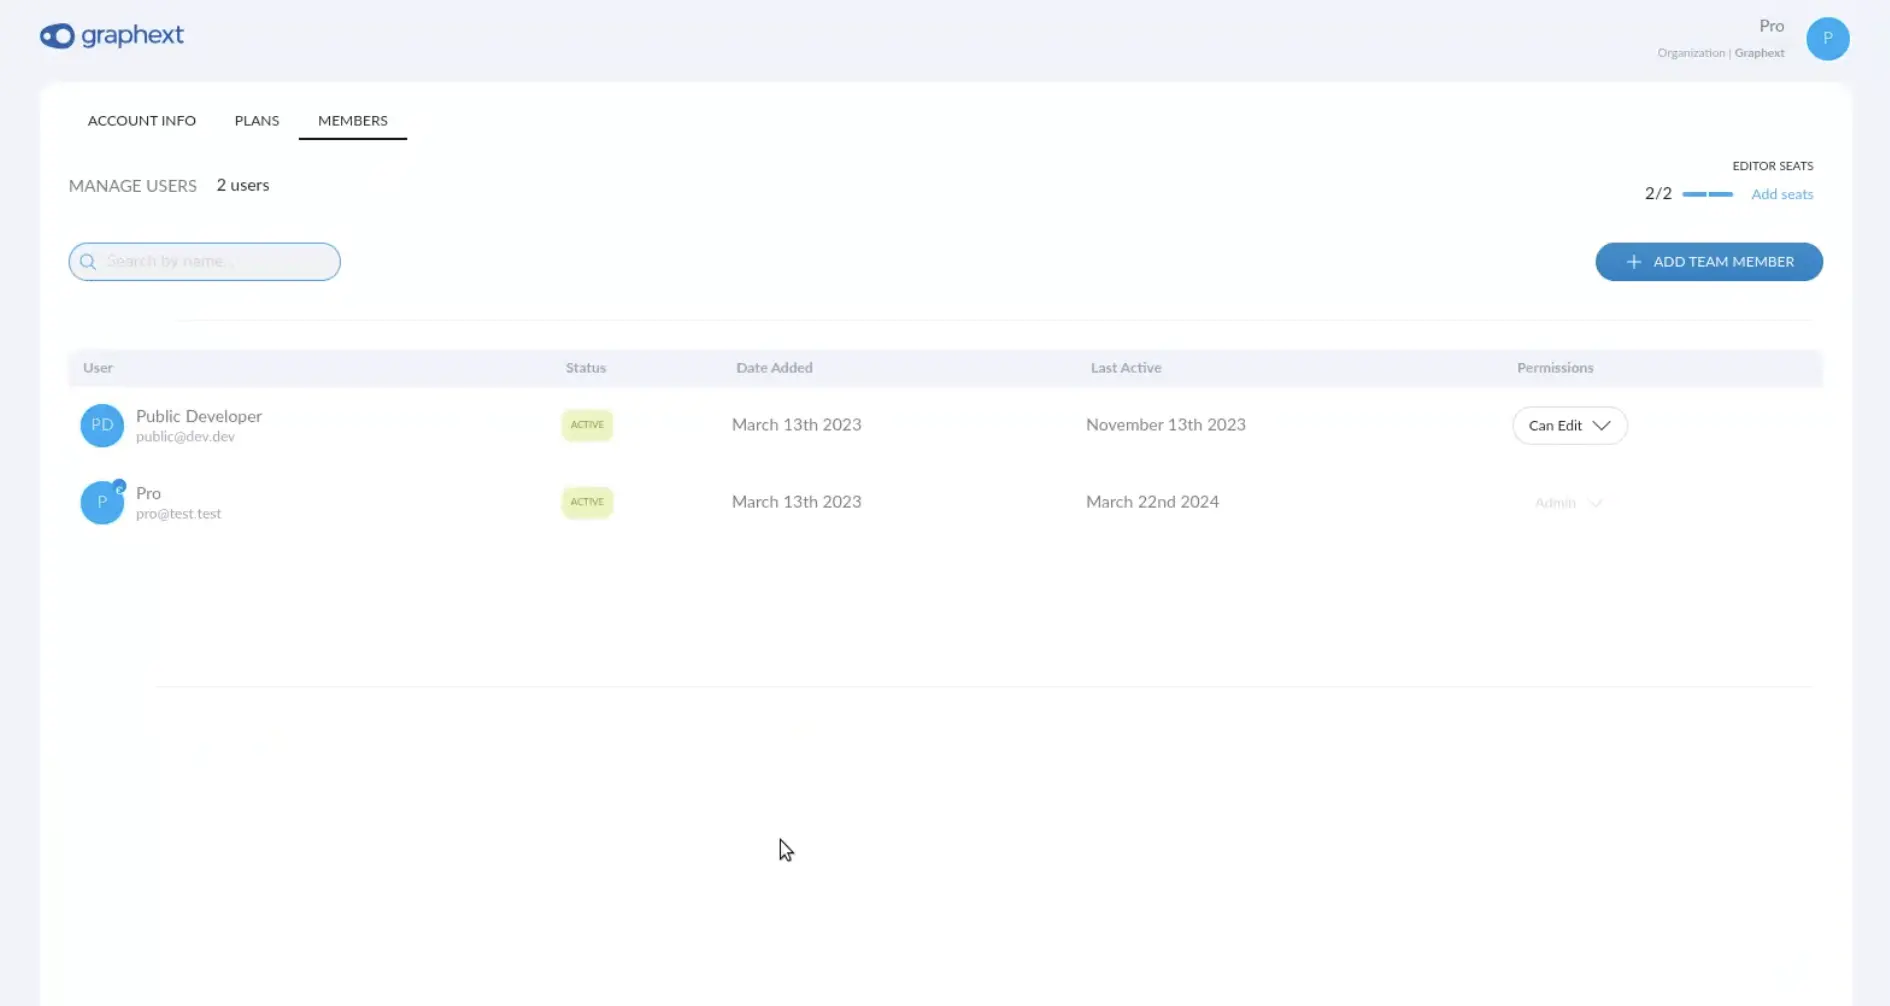 graphext
Pro
Organization | Graphext
P
ACCOUNT INFO PLANS MEMBERS
MANAGE USERS 2 users
EDITOR SEATS
2/2 Add seats
Search by name...
+ ADD TEAM MEMBER
User Status Date Added Last Active Permissions
PD Public Developer ACTIVE March 13th 2023 November 13th 2023 Can Edit
public@dev.dev
P Pro ACTIVE March 13th 2023 March 22nd 2024 Admin
pro@test.test